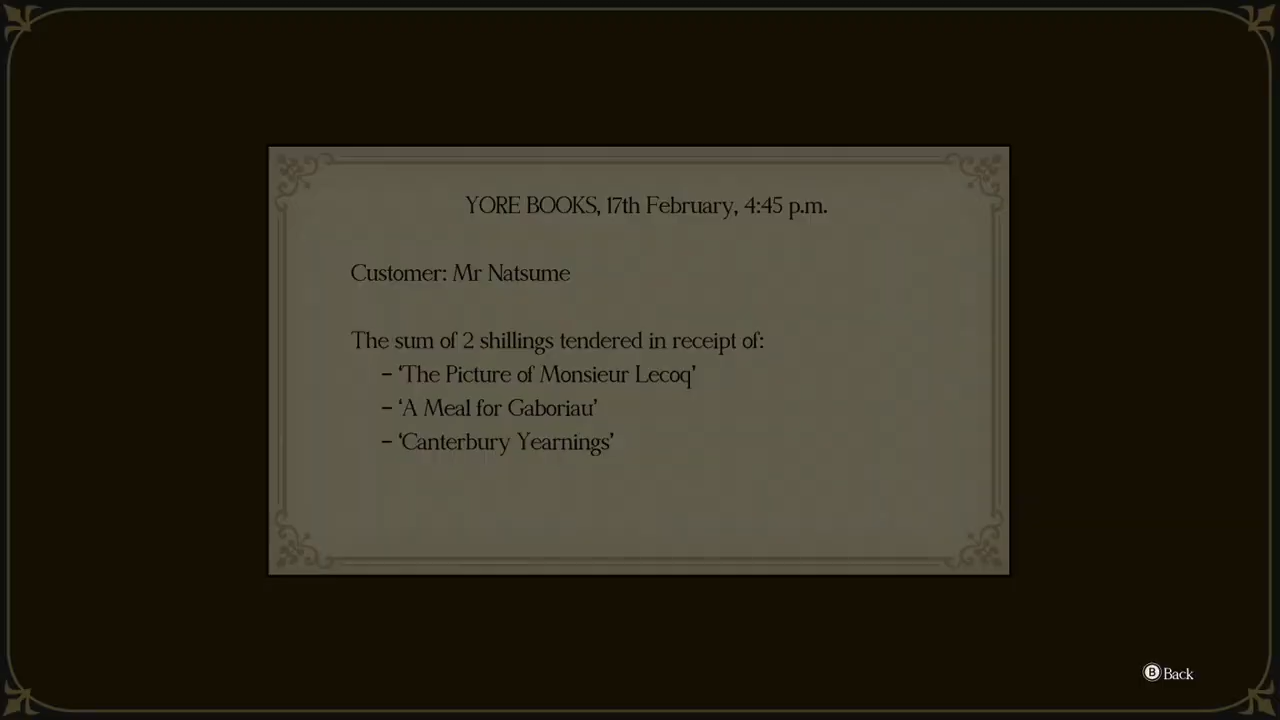 YORE BOOKS, 17th February, 4:45 p.m.
Customer: Mr Natsume
The sum of 2 shillings tendered in receipt of:
– ‘The Picture of Monsieur Lecoq’
– ‘A Meal for Gaboriau’
– ‘Canterbury Yearnings’
B Back